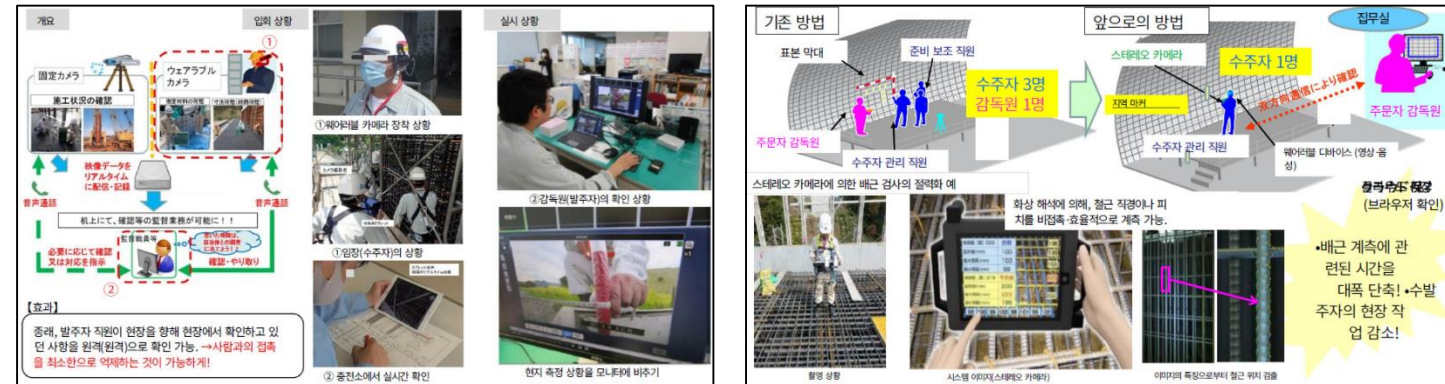 개요
입회 상황
①
固定カメラ
ウェアラブル
カメラ
施工状況の確認
映像データを
リアルタイム
に配信・記録
音声通話
音声通話
机上にて、確認等の監督業務が可能に！！
監督職員等
必要に応じて確認
又は対応を指示
確認・やり取り
②
【효과】
종래, 발주자 직원이 현장을 향해 현장에서 확인하고 있
던 사항을 원격(원격)으로 확인 가능. →사람과의 접촉
을 최소한으로 억제하는 것이 가능하게!
①웨어러블 카메라 장착 상황
①임장(수주자)의 상황
② 충전소에서 실시간 확인
실시 상황
②감독원(발주자)의 확인 상황
현지 측정 상황을 모니터에 비추기
기존 방법
표본 막대
준비 보조 직원
수주자 3명
감독원 1명
주문자 감독원
수주자 관리 직원
앞으로의 방법
집무실
스테레오 카메라
수주자 1명
지역 마커
双方向通信により確認
주문자 감독원
수주자 관리 직원
웨어러블 디바이스 (영상·음
성)
스테레오 카메라에 의한 배근 검사의 절력화 예
화상 해석에 의해, 철근 직경이나 피
치를 비접촉·효율적으로 계측 가능.
(브라우저 확인)
•배근 계측에 관
련된 시간을
대폭 단축! •수발
주자의 현장 작
업 감소!
촬영 상황
시스템 이미지(스테레오 카메라)
이미지의 특징으로부터 철근 위치 검출